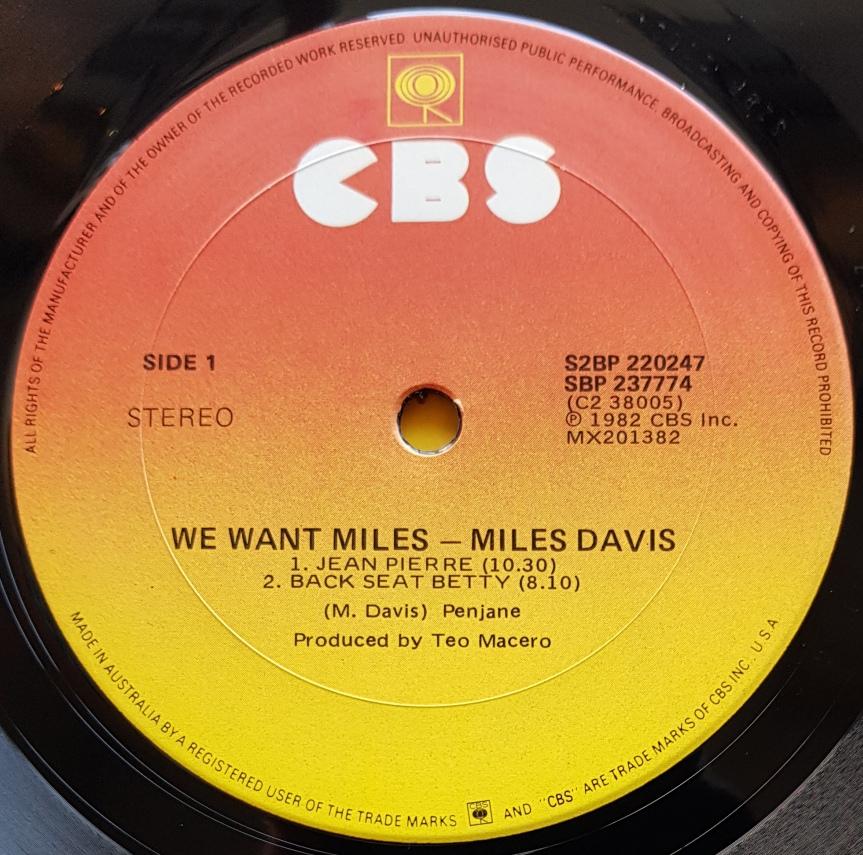 ALL RIGHTS OF THE MANUFACTURER AND OF THE OWNER OF THE RECORDED WORK RESERVED UNAUTHORISED PUBLIC PERFORMANCE, BROADCASTING AND COPYING OF THIS RECORD PROHIBITED
CBS
SIDE 1
STEREO
S2BP 220247
SBP 237774
(C2 38005)
℗ 1982 CBS Inc.
MX201382
WE WANT MILES — MILES DAVIS
1. JEAN PIERRE (10.30)
2. BACK SEAT BETTY (8.10)
(M. Davis) Penjane
Produced by Teo Macero
MADE IN AUSTRALIA BY A REGISTERED USER OF THE TRADE MARKS CBS AND "CBS" ARE TRADE MARKS OF CBS INC., U.S.A